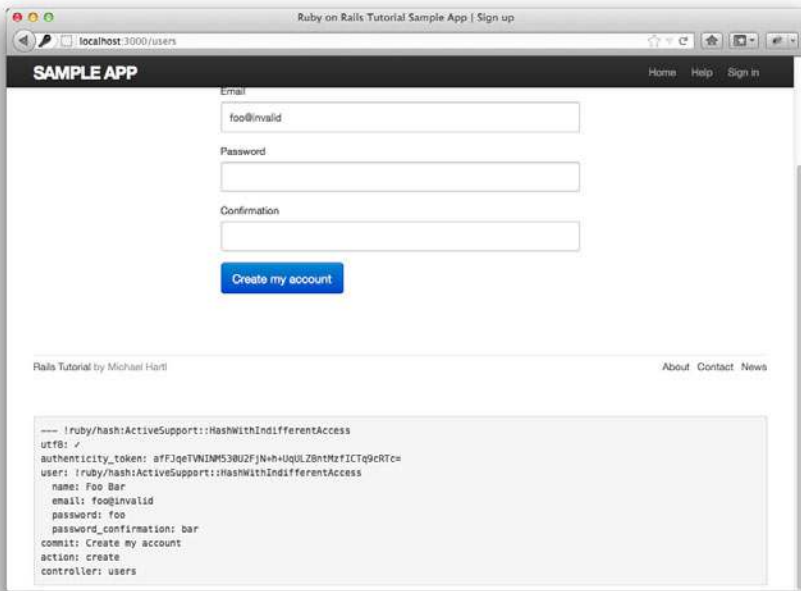 Ruby on Rails Tutorial Sample App | Sign up
localhost:3000/users
SAMPLE APP
Home Help Sign in
Email
foo@invalid
Password
Confirmation
Create my account
Rails Tutorial by Michael Hartl
About Contact News
--- !ruby/hash:ActiveSupport::HashWithIndifferentAccess
utf8: ✓
authenticity_token: afFJqeTVNINM530U2FjN+h+UqULZ8ntMzfICTq9cRTc=
user: !ruby/hash:ActiveSupport::HashWithIndifferentAccess
name: Foo Bar
email: foo@invalid
password: foo
password_confirmation: bar
commit: Create my account
action: create
controller: users